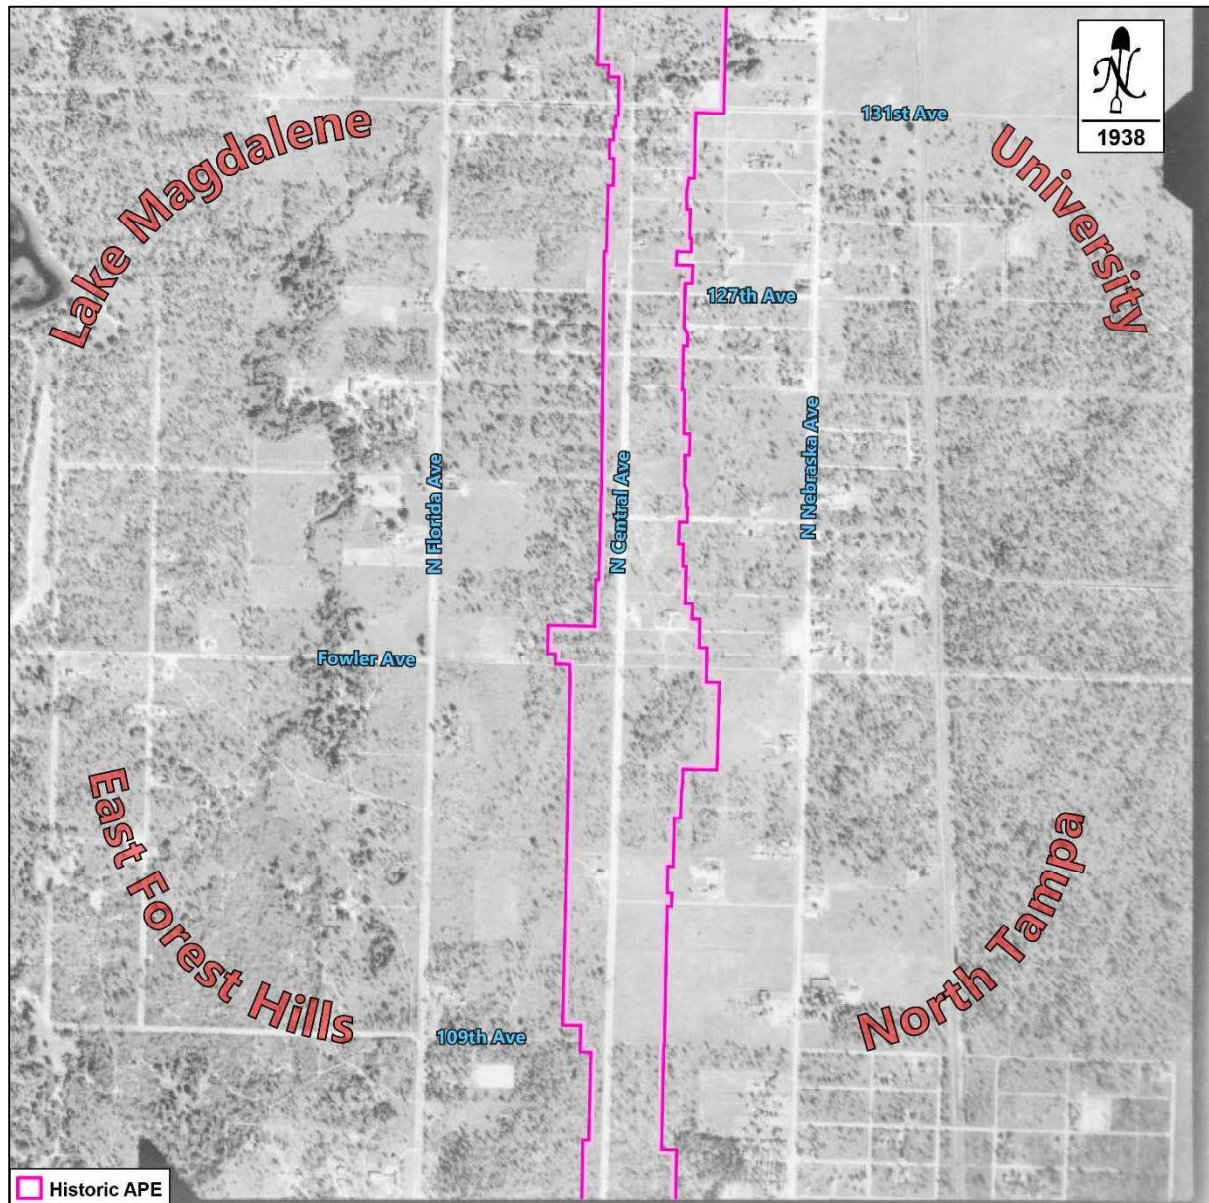 N
1938
131st Ave
Lake Magdalene
University
127th Ave
N Florida Ave
N Central Ave
N Nebraska Ave
Fowler Ave
East Forest Hills
North Tampa
109th Ave
Historic APE